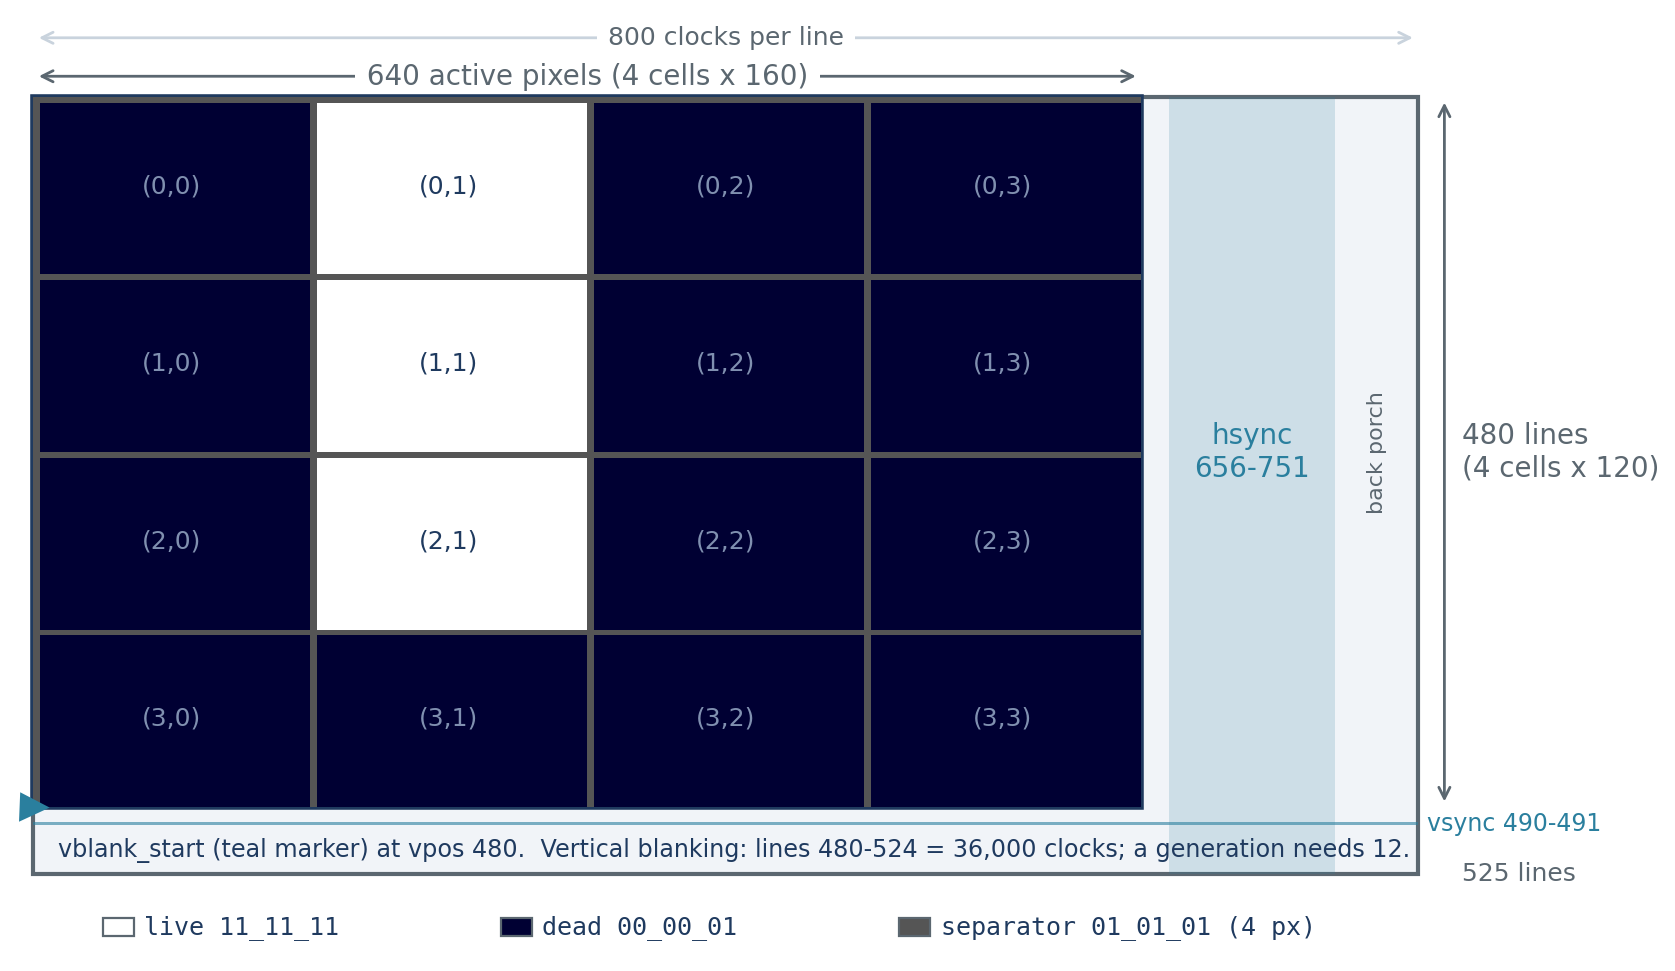 800 clocks per line
640 active pixels (4 cells x 160)
(0,0)
(0,1)
(0,2)
(0,3)
(1,0)
(1,1)
(1,2)
(1,3)
hsync
656-751
back porch
480 lines
(4 cells x 120)
(2,0)
(2,1)
(2,2)
(2,3)
(3,0)
(3,1)
(3,2)
(3,3)
vsync 490-491
vblank_start (teal marker) at vpos 480.  Vertical blanking: lines 480-524 = 36,000 clocks; a generation needs 12.
525 lines
live 11_11_11
dead 00_00_01
separator 01_01_01 (4 px)